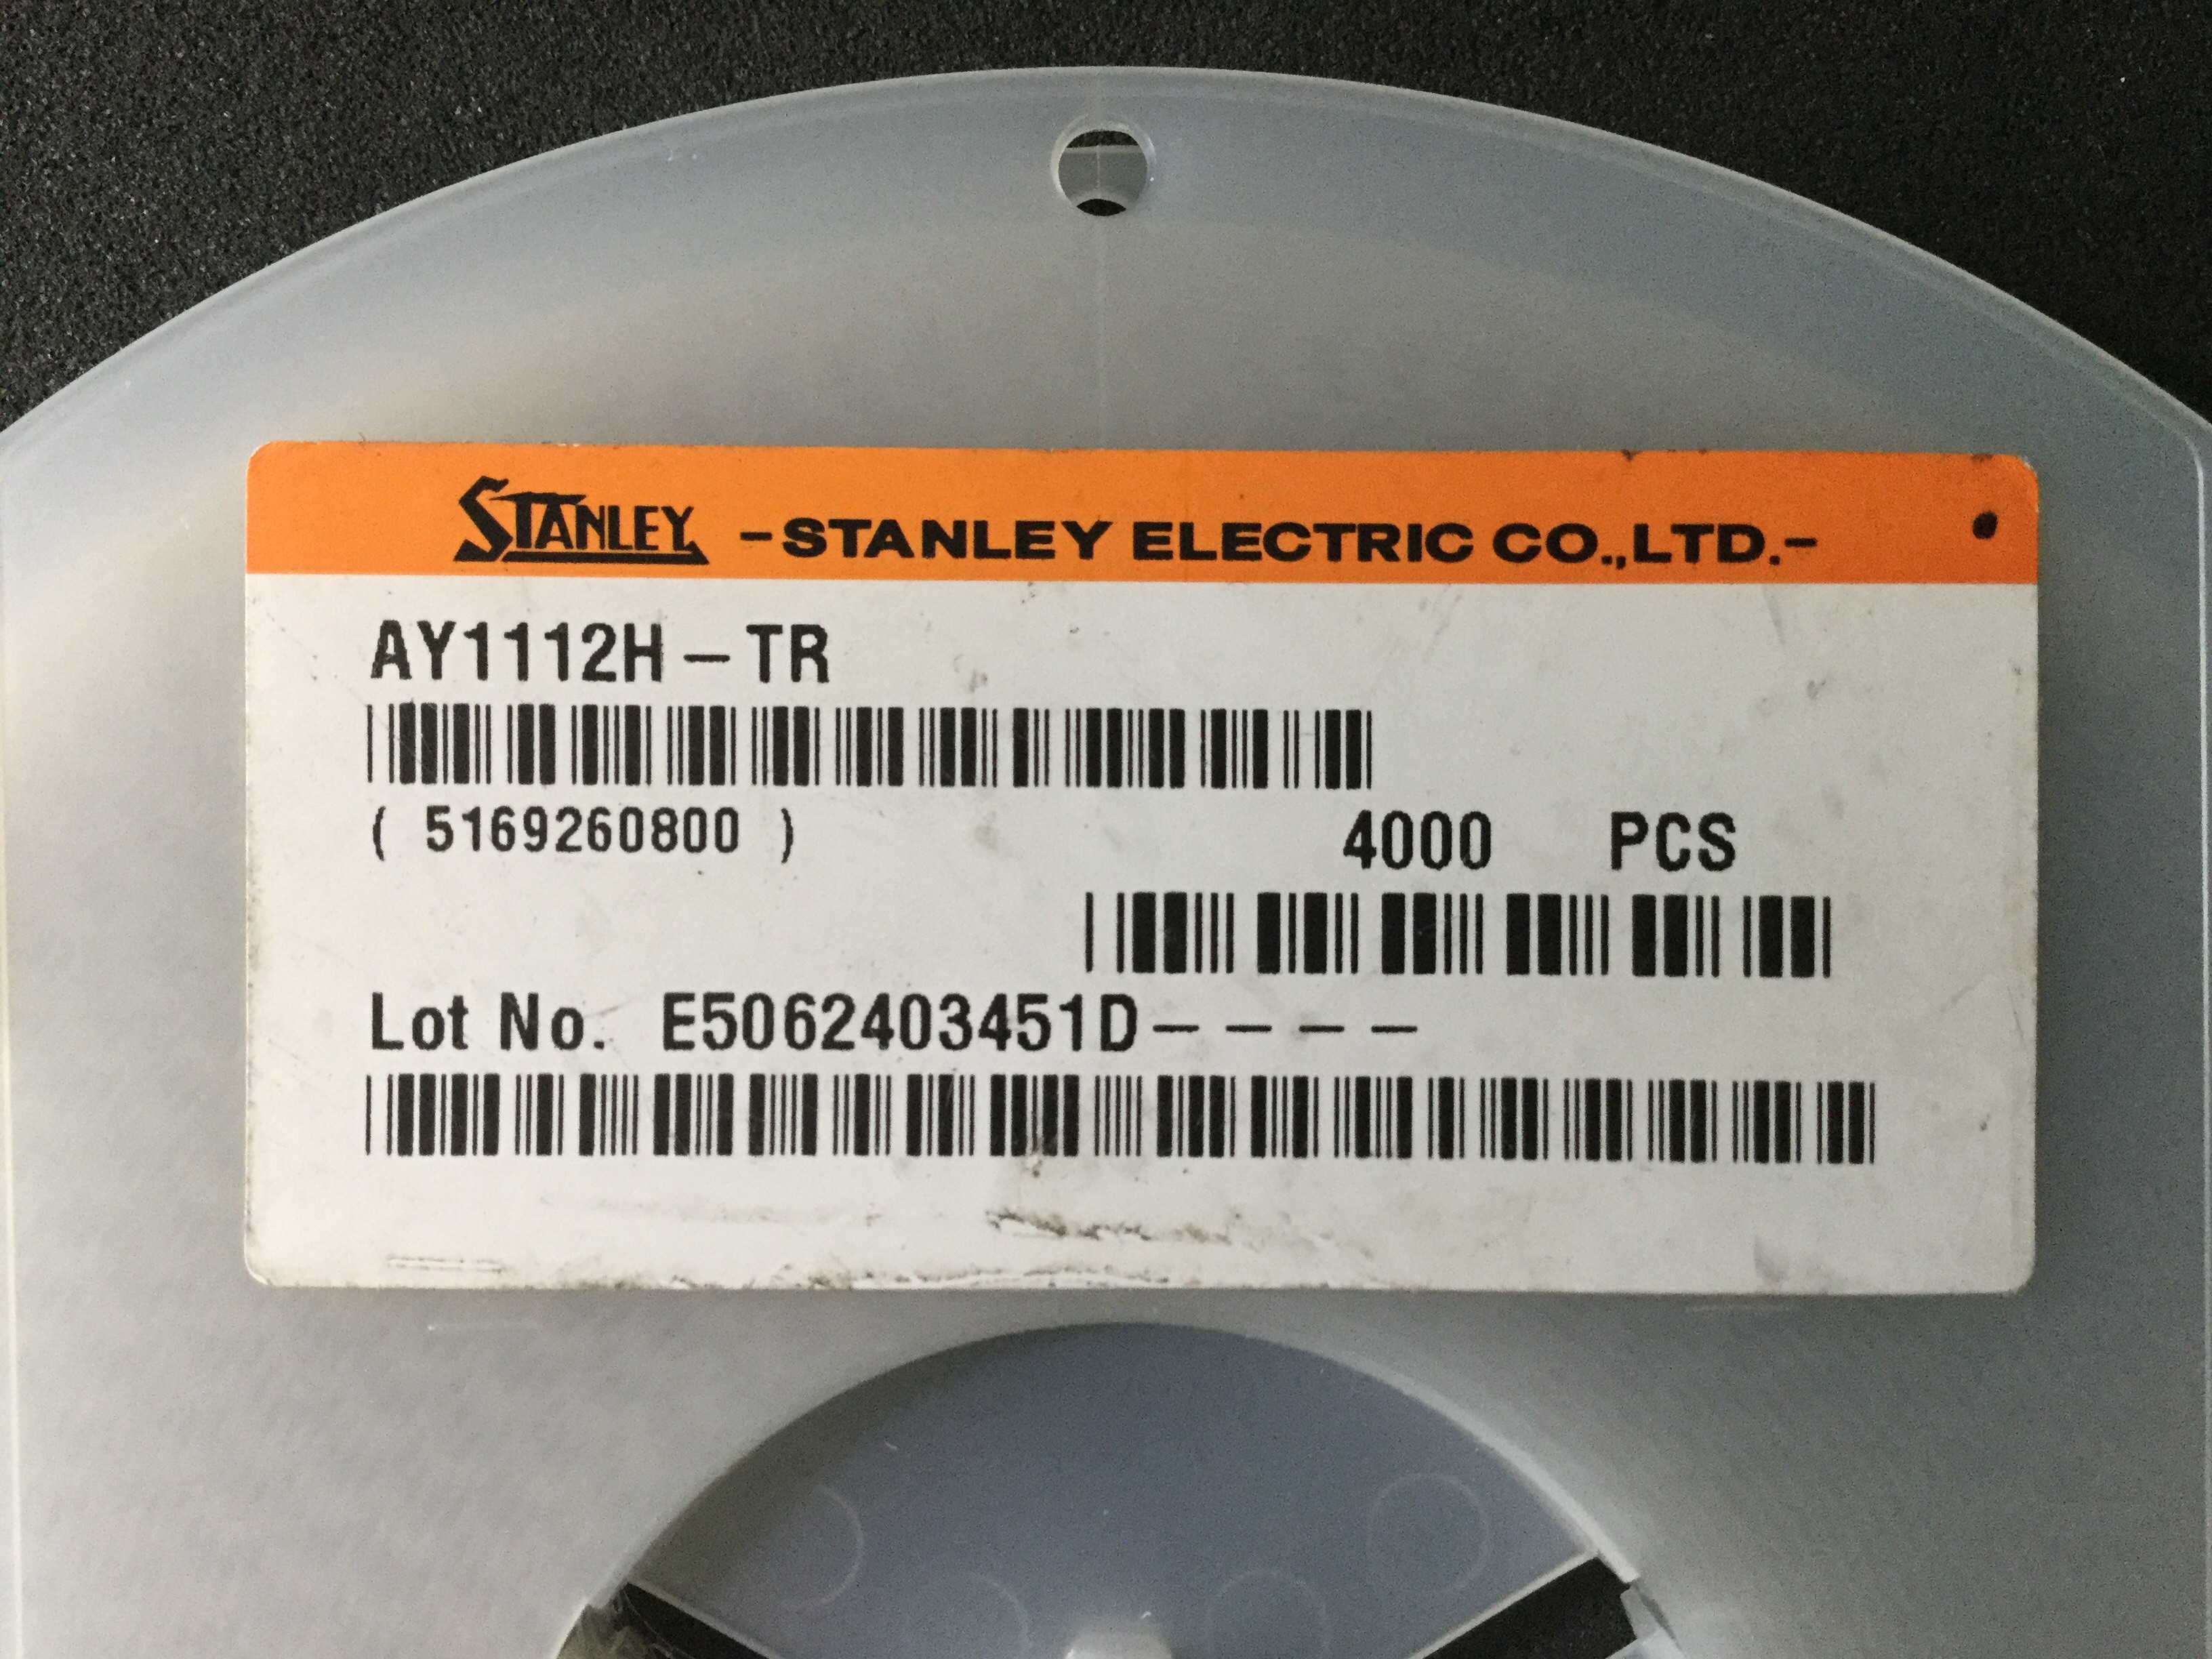 STANLEY -STANLEY ELECTRIC CO.,LTD.-
AY1112H-TR
( 5169260800 ) 4000 PCS
Lot No. E5062403451D----